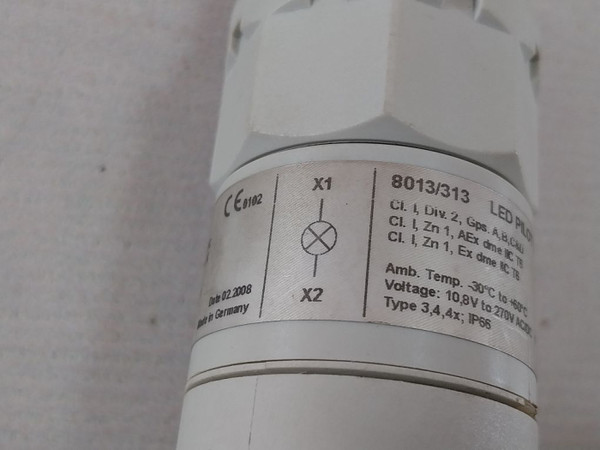 CE 0102
Date 02.2008
Made in Germany
X1
X2
8013/313 LED PILOT
Cl. I, Div. 2, Gps. A,B,C&D
Cl. I, Zn 1, AEx dme IIC T6
Cl. I, Zn 1, Ex dme IIC T6
Amb. Temp. -30°C to +60°C
Voltage: 10,8V to 270V AC/DC
Type 3,4,4x; IP66